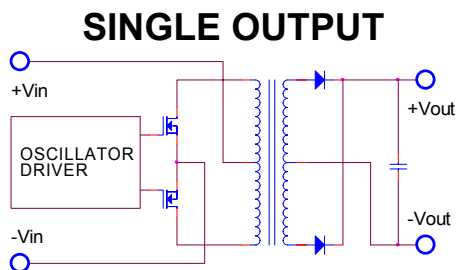 SINGLE OUTPUT
+Vin
+Vout
OSCILLATOR
DRIVER
-Vin
-Vout